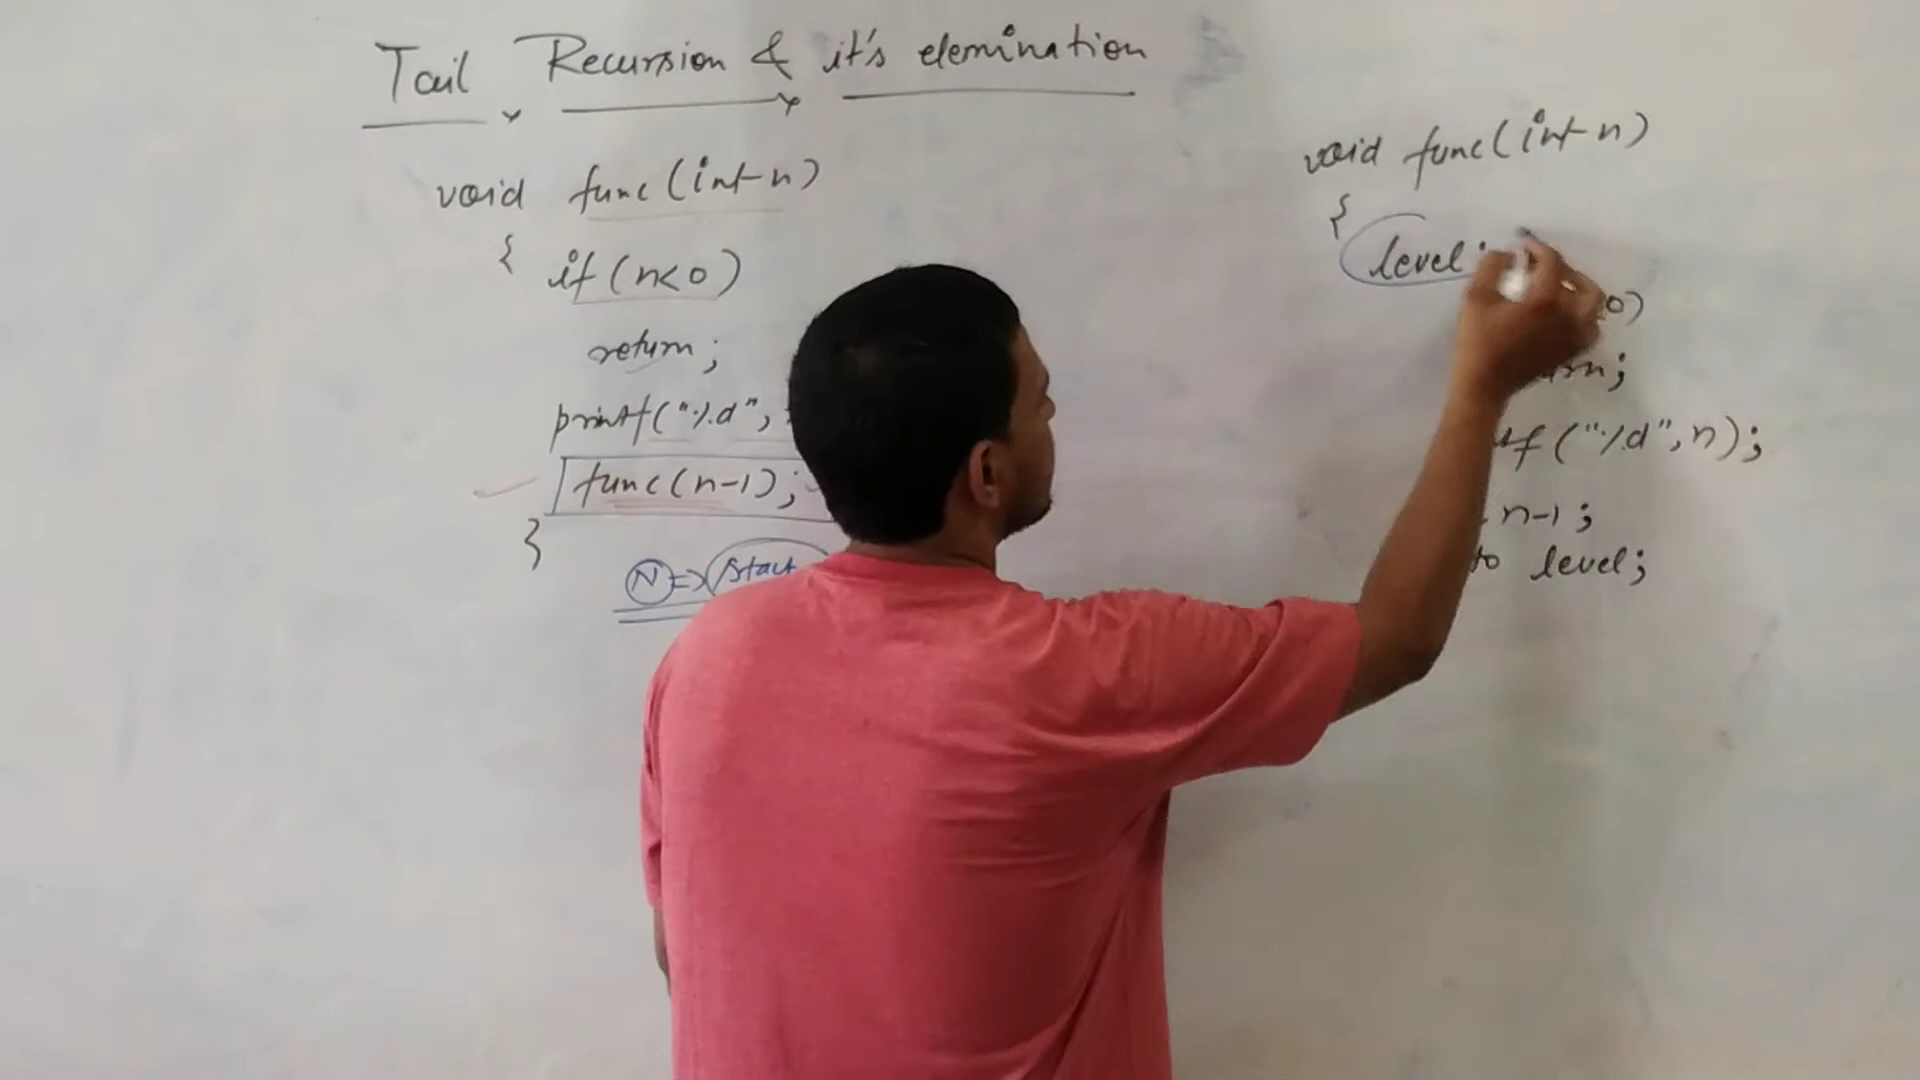 Tail Recursion & it's elemination
void func(int n)
{ if (n<0)
return;
printf("%d",
func(n-1);
}
N => start
void func(int n)
{
level:
0)
n;
f("%d",n);
n-1;
to level;